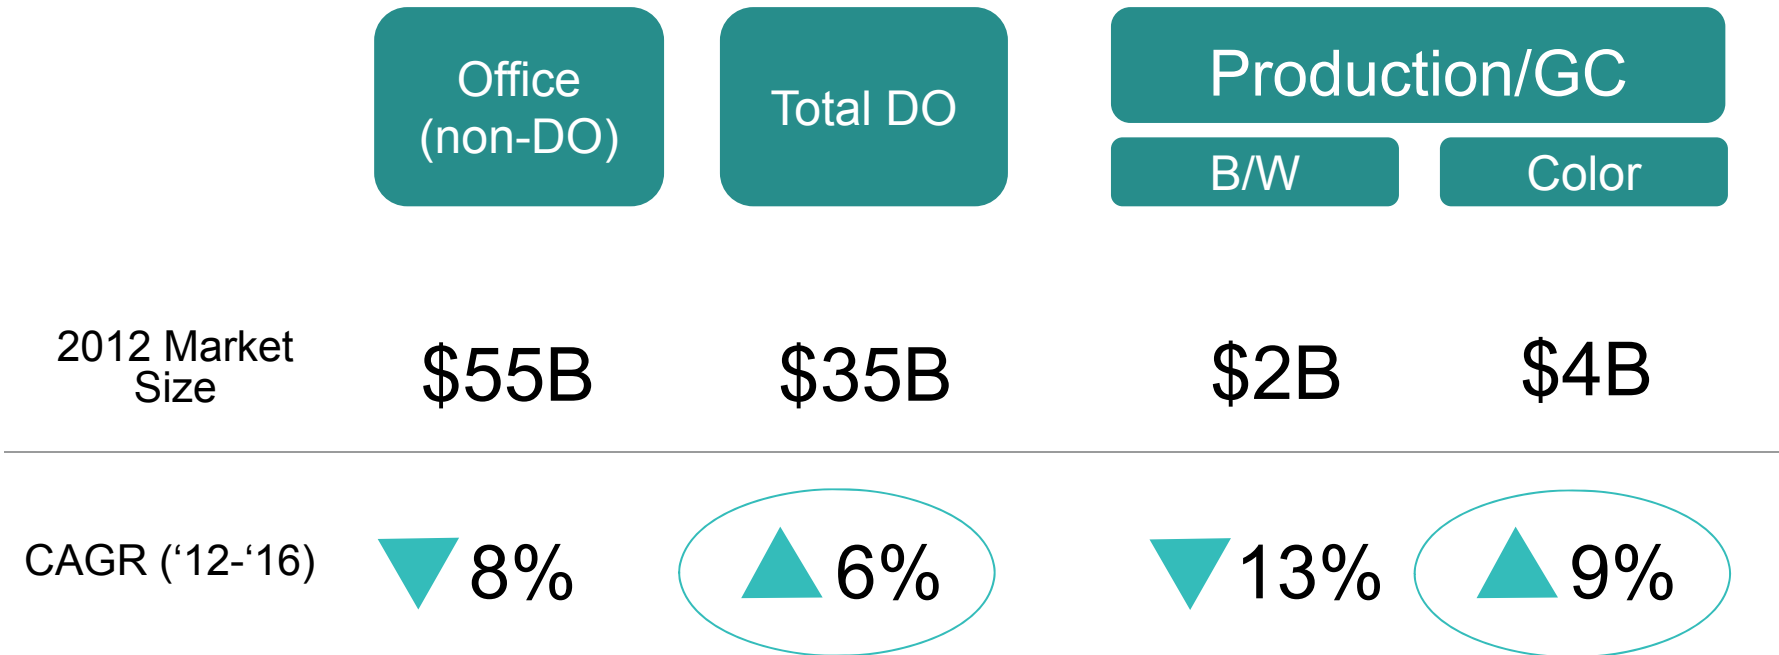 Office
(non-DO)
Total DO
Production/GC
B/W
Color
2012 Market
Size
$55B
$35B
$2B
$4B
CAGR (‘12-‘16)
8%
6%
13%
9%